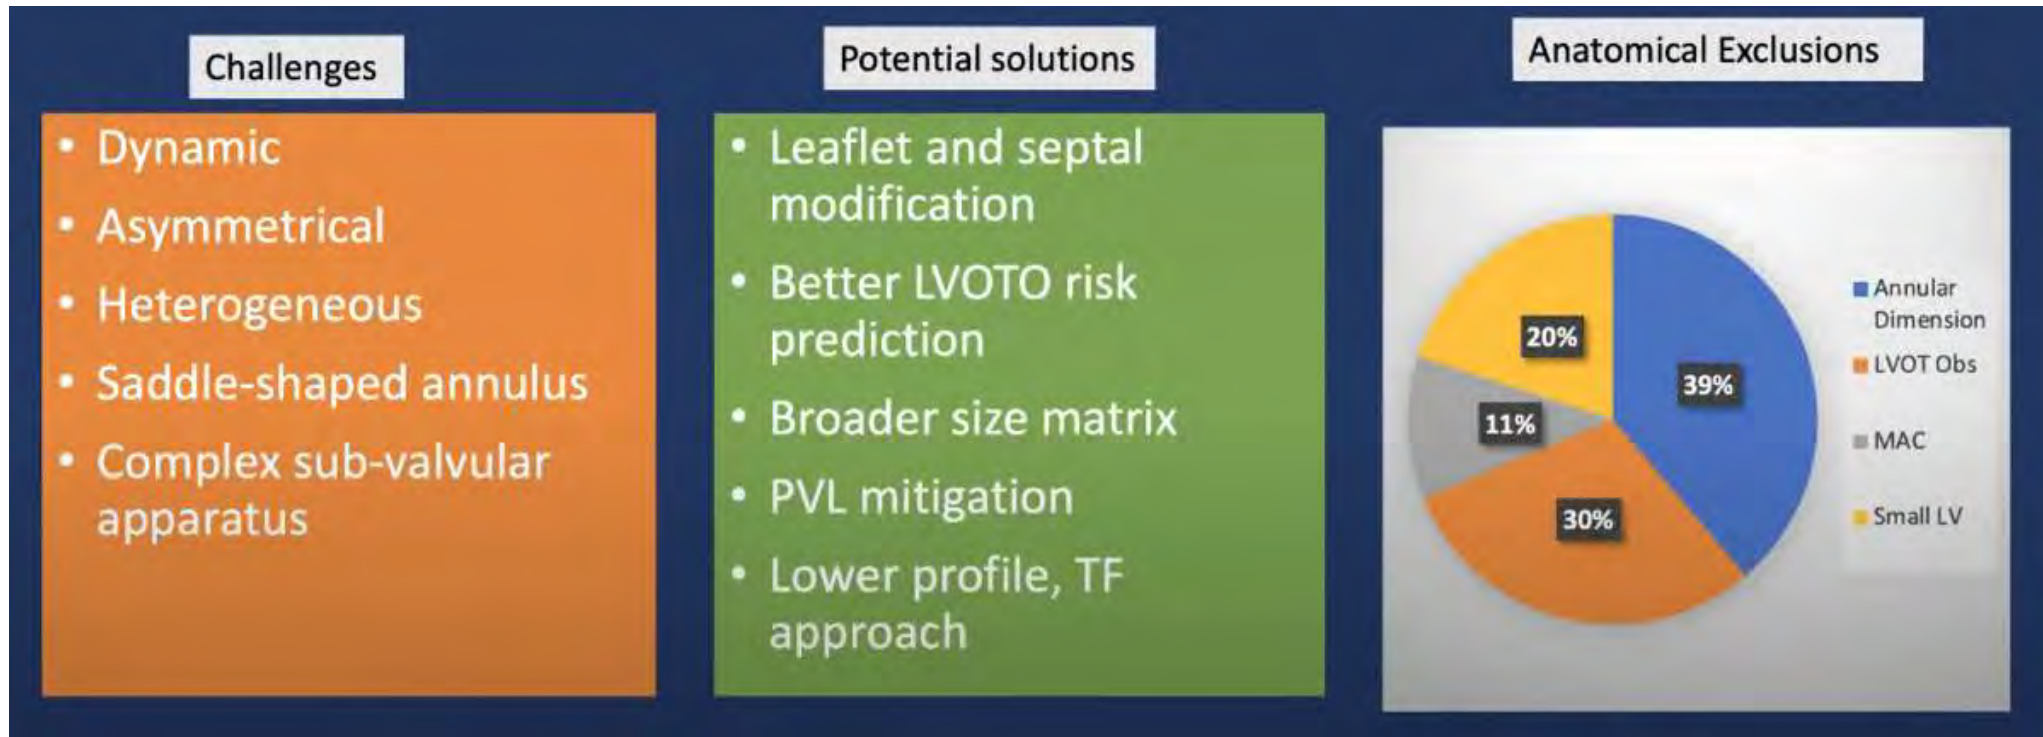 Challenges
• Dynamic
• Asymmetrical
• Heterogeneous
• Saddle-shaped annulus
• Complex sub-valvular
apparatus
Potential solutions
• Leaflet and septal
modification
• Better LVOTO risk
prediction
• Broader size matrix
• PVL mitigation
• Lower profile, TF
approach
Anatomical Exclusions
20%
39%
11%
30%
Annular
Dimension
LVOT Obs
MAC
Small LV